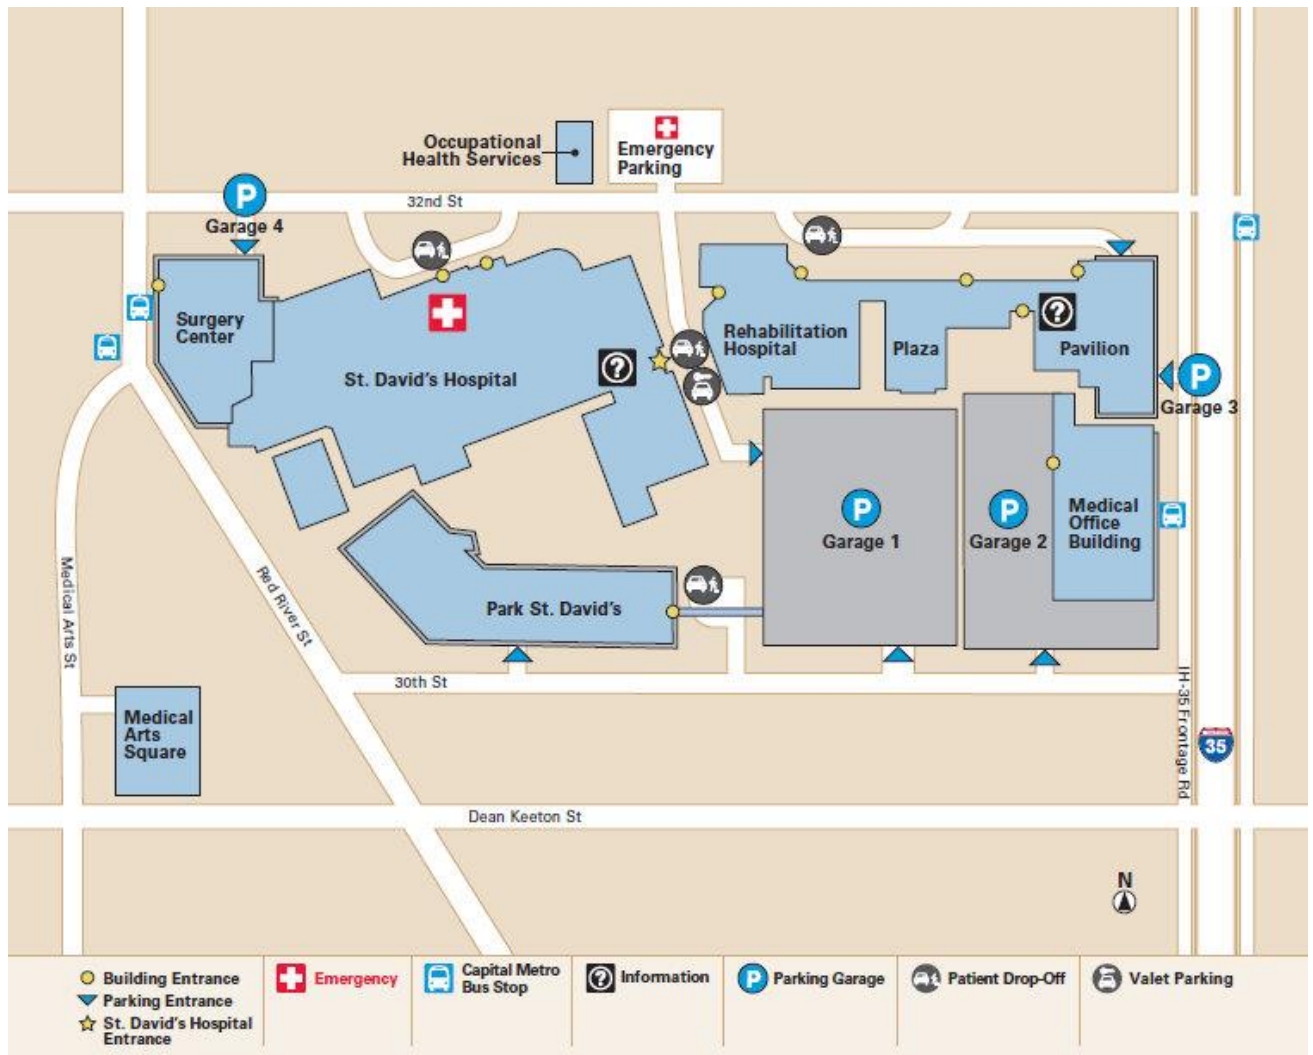 Occupational
Health Services
Emergency
Parking
32nd St
P
Garage 4
Surgery
Center
St. David's Hospital
?
Rehabilitation
Hospital
Plaza
?
Pavilion
P
Garage 3
P
Garage 1
P
Garage 2
Medical
Office
Building
Park St. David's
Medical Arts St
Red River St
30th St
IH-35 Frontage Rd
35
Medical
Arts
Square
Dean Keeton St
N
Building Entrance
Parking Entrance
St. David's Hospital
Entrance
Emergency
Capital Metro
Bus Stop
? Information
P Parking Garage
Patient Drop-Off
Valet Parking